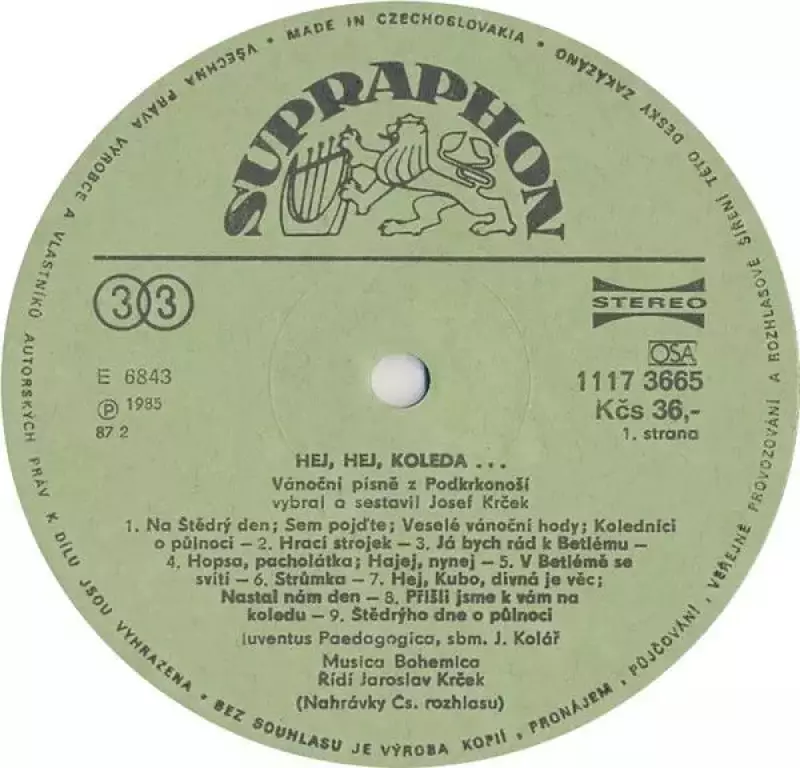 • MADE IN CZECHOSLOVAKIA •
ZAKÁZÁNO ŠÍŘENÍ TÉTO DESKY A ROZHLASOVÉ PROVOZOVÁNÍ
VEŘEJNÉ PROVOZOVÁNÍ, PŮJČOVÁNÍ, PRONÁJEM,
BEZ SOUHLASU JE VÝROBA KOPIÍ,
VŠECHNA PRÁVA VÝROBCE A VLASTNÍKŮ AUTORSKÝCH PRÁV K DÍLU JSOU VYHRAZENA •
SUPRAPHON
33
STEREO
OSA
E 6843
1117 3665
Ⓟ 1985
Kčs 36,-
87 2
1. strana
HEJ, HEJ, KOLEDA ...
Vánoční písně z Podkrkonoší
vybral a sestavil Josef Krček
1. Na Štědrý den; Sem pojďte; Veselé vánoční hody; Koledníci
o půlnoci – 2. Hrací strojek – 3. Já bych rád k Betlému –
4. Hopsa, pacholátka; Hajej, nynej – 5. V Betlémě se
svítí – 6. Strůmka – 7. Hej, Kubo, divná je věc;
Nastal nám den – 8. Přišli jsme k vám na
koledu – 9. Štědrýho dne o půlnoci
Iuventus Paedagogica, sbm. J. Kolář
Musica Bohemica
Řídí Jaroslav Krček
(Nahrávky Čs. rozhlasu)